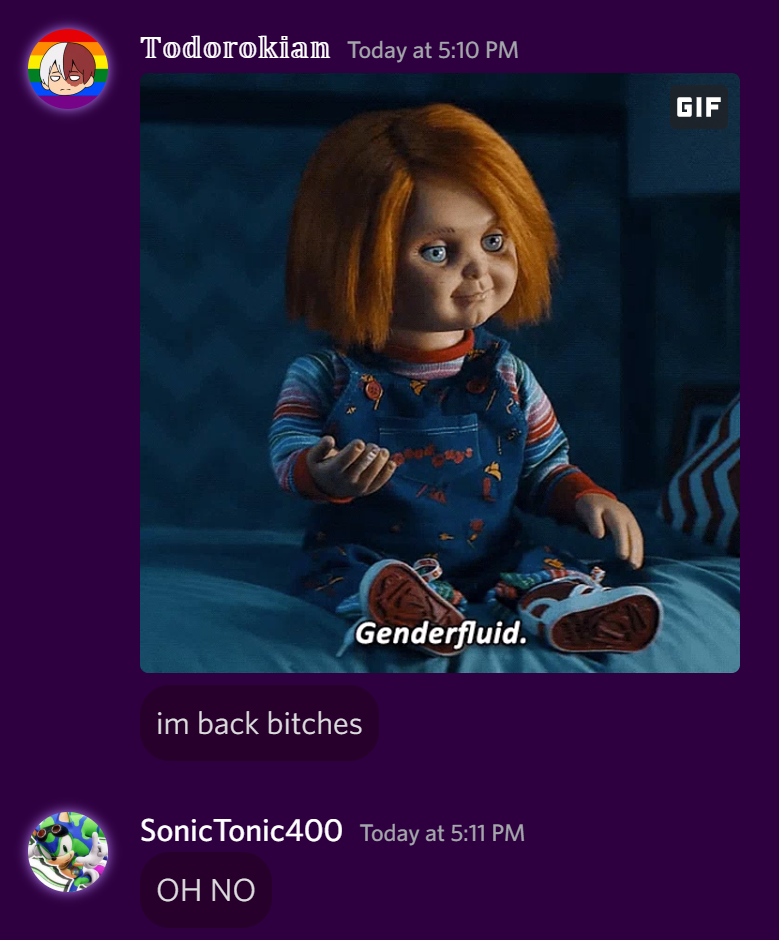 𝕋𝕠𝕕𝕠𝕣𝕠𝕜𝕚𝕒𝕟 Today at 5:10 PM
GIF
Genderfluid.
im back bitches
SonicTonic400 Today at 5:11 PM
OH NO